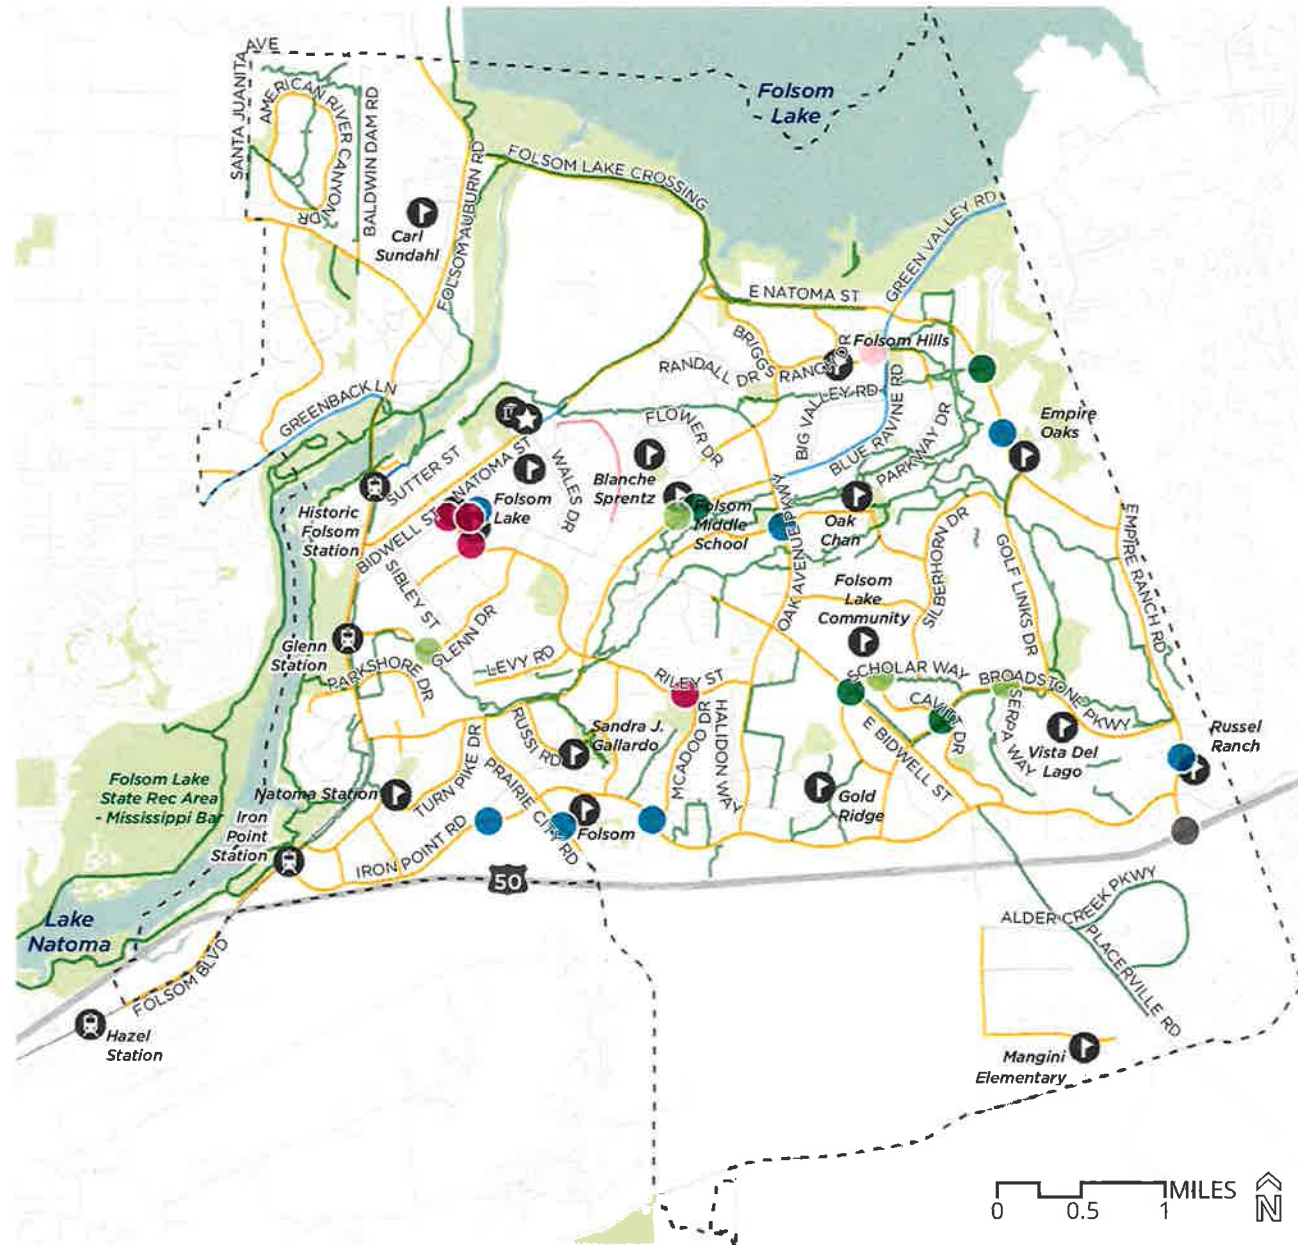 AVE
SANTA JUANITA
AMERICAN RIVER CANYON
DR
BALDWIN DAM RD
Folsom
Lake
FOLSOM LAKE CROSSING
FOLSOM AUBURN RD
Carl
Sundahl
GREEN VALLEY RD
E NATOMA ST
BRIGGS
RANCH DR
Folsom Hills
RANDALL DR
BIG VALLEY RD
BLUE RAVINE RD
PARKWAY DR
Empire
Oaks
GREENBACK LN
FLOWER DR
SUTTER ST
NATOMA ST
WALES DR
Blanche
Sprentz
Historic
Folsom
Station
Folsom
Lake
BIDWELL ST
SIBLEY ST
Folsom
Middle
School
OAK AVENUE PKWY
Oak
Chan
EMPIRE RANCH RD
SILBERHORN DR
GOLF LINKS DR
Folsom
Lake
Community
Glenn
Station
GLENN DR
PARKSHORE DR
LEVY RD
RILEY ST
SCHOLAR WAY
BROADSTONE PKWY
CAVITT DR
SERPA WAY
E BIDWELL ST
RUSSI RD
Sandra J.
Gallardo
MCADOO DR
HALIDON WAY
Vista Del
Lago
Russel
Ranch
Folsom Lake
State Rec Area
- Mississippi Bar
Natoma Station
TURN PIKE DR
PRAIRIE CITY RD
Gold
Ridge
Iron
Point
Station
IRON POINT RD
Folsom
50
Lake
Natoma
FOLSOM BLVD
ALDER CREEK PKWY
PLACERVILLE RD
Hazel
Station
Mangini
Elementary
MILES
0 0.5 1
N